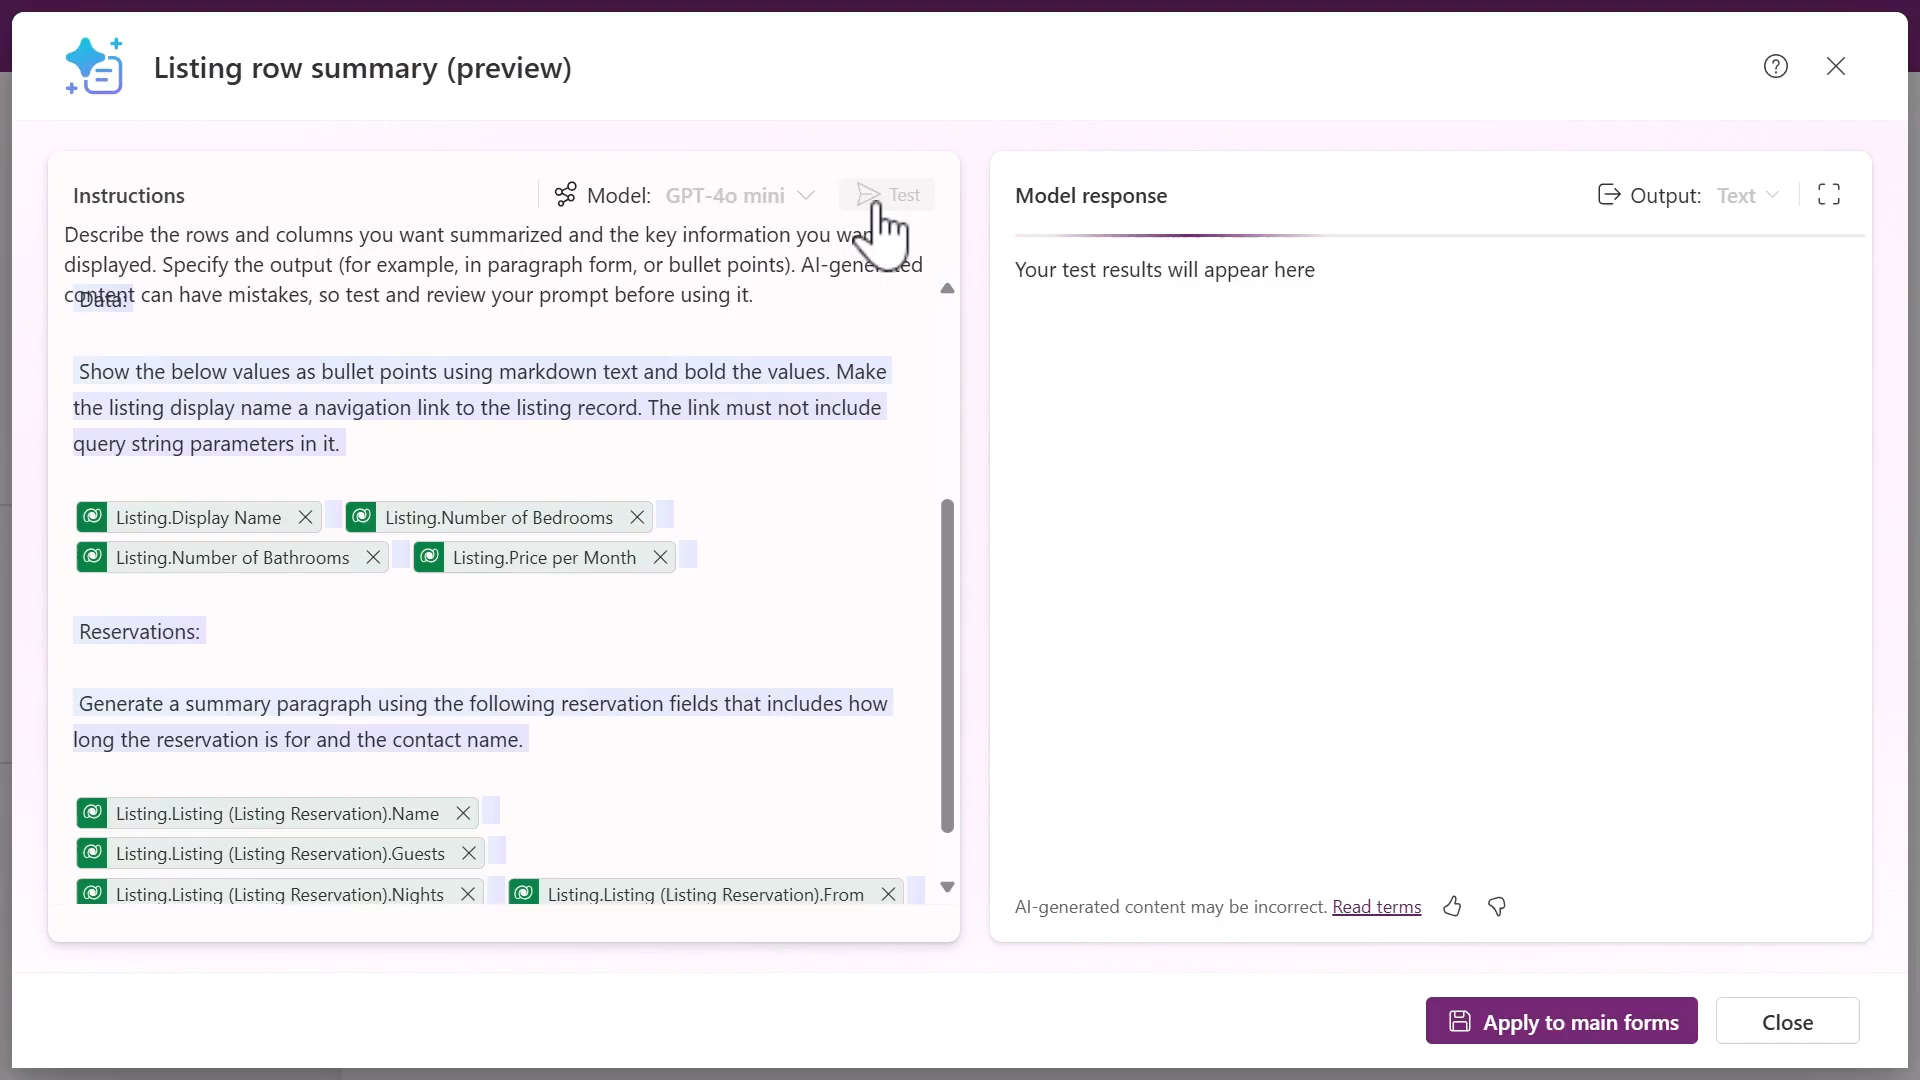 Listing row summary (preview)
Instructions
Model: GPT-4o mini
Test
Describe the rows and columns you want summarized and the key information you
displayed. Specify the output (for example, in paragraph form, or bullet points).
content can have mistakes, so test and review your prompt before using it.
Data:
Show the below values as bullet points using markdown text and bold the values. Make
the listing display name a navigation link to the listing record. The link must not include
query string parameters in it.
Listing.Display Name
Listing.Number of Bedrooms
Listing.Number of Bathrooms
Listing.Price per Month
Reservations:
Generate a summary paragraph using the following reservation fields that includes how
long the reservation is for and the contact name.
Listing.Listing (Listing Reservation).Name
Listing.Listing (Listing Reservation).Guests
Listing.Listing (Listing Reservation).Nights
Listing.Listing (Listing Reservation).From
Model response
Output: Text
Your test results will appear here
AI-generated content may be incorrect. Read terms
Apply to main forms
Close